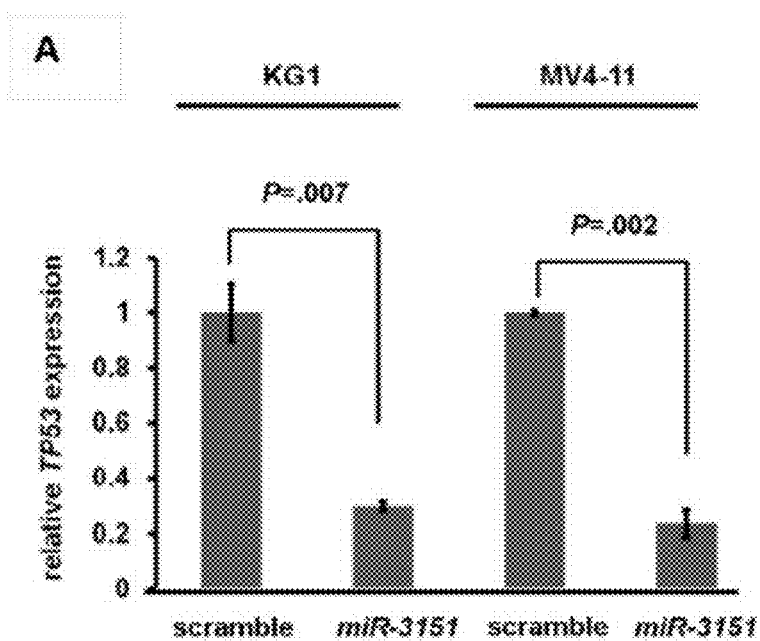 A
KG1
MV4-11
P=.007
P=.002
relative TP53 expression
1.2
1
0.8
0.6
0.4
0.2
0
scramble
miR-3151
scramble
miR-3151